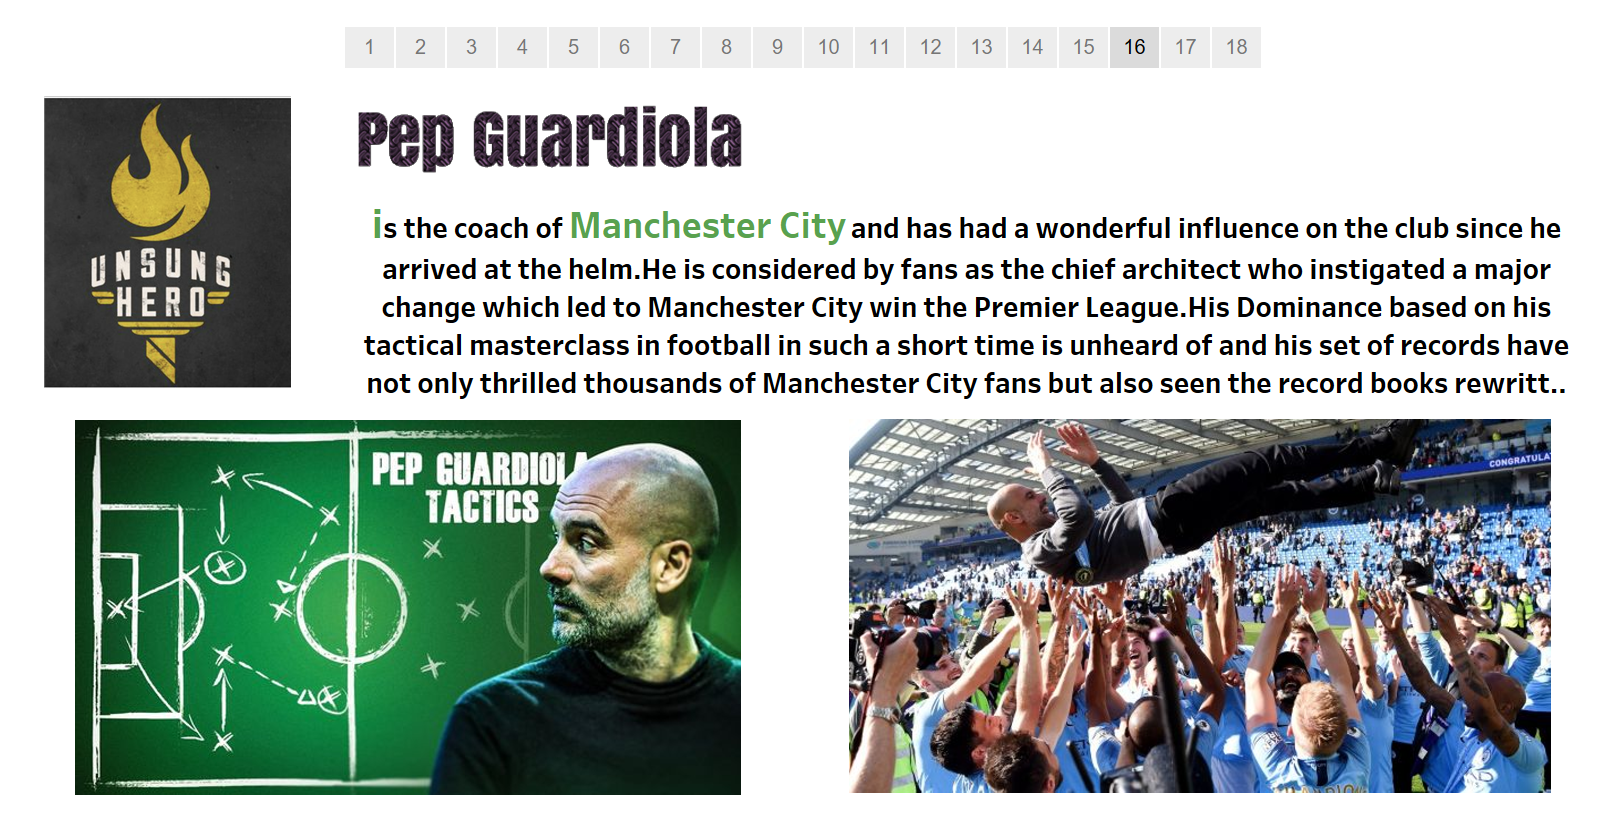 1 2 3 4 5 6 7 8 9 10 11 12 13 14 15 16 17 18
UNSUNG
HERO
Pep Guardiola
is the coach of Manchester City and has had a wonderful influence on the club since he
arrived at the helm.He is considered by fans as the chief architect who instigated a major
change which led to Manchester City win the Premier League.His Dominance based on his
tactical masterclass in football in such a short time is unheard of and his set of records have
not only thrilled thousands of Manchester City fans but also seen the record books rewritt..
PEP GUARDIOLA
TACTICS
CONGRATULA